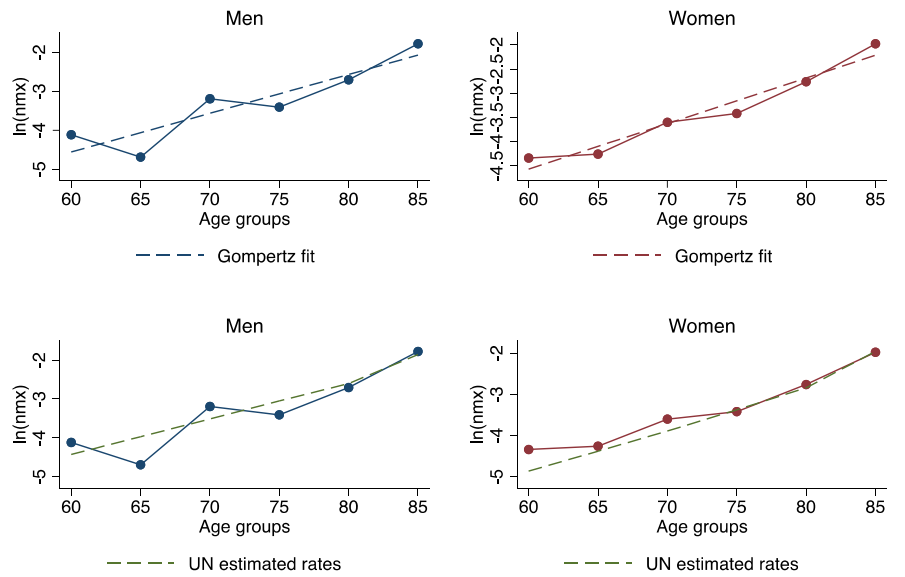 Men
ln(nmx)
-2
-3
-4
-5
60 65 70 75 80 85
Age groups
Gompertz fit
Women
ln(nmx)
-4.5-4-3.5-3-2.5-2
60 65 70 75 80 85
Age groups
Gompertz fit
Men
ln(nmx)
-2
-3
-4
-5
60 65 70 75 80 85
Age groups
UN estimated rates
Women
ln(nmx)
-2
-3
-4
-5
60 65 70 75 80 85
Age groups
UN estimated rates